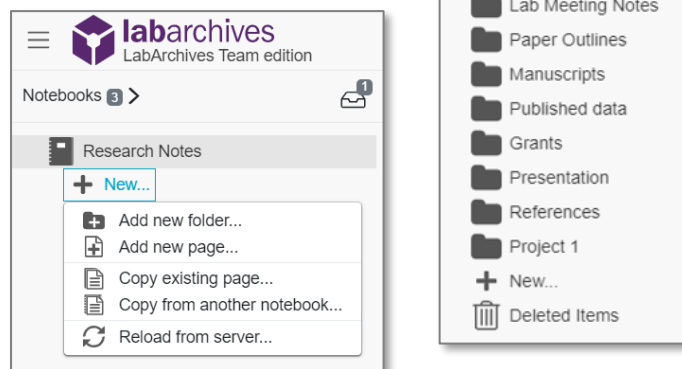 labarchives
LabArchives Team edition
Notebooks 3
1
Research Notes
New...
Add new folder...
Add new page...
Copy existing page...
Copy from another notebook...
Reload from server...
Lab Meeting Notes
Paper Outlines
Manuscripts
Published data
Grants
Presentation
References
Project 1
New...
Deleted Items